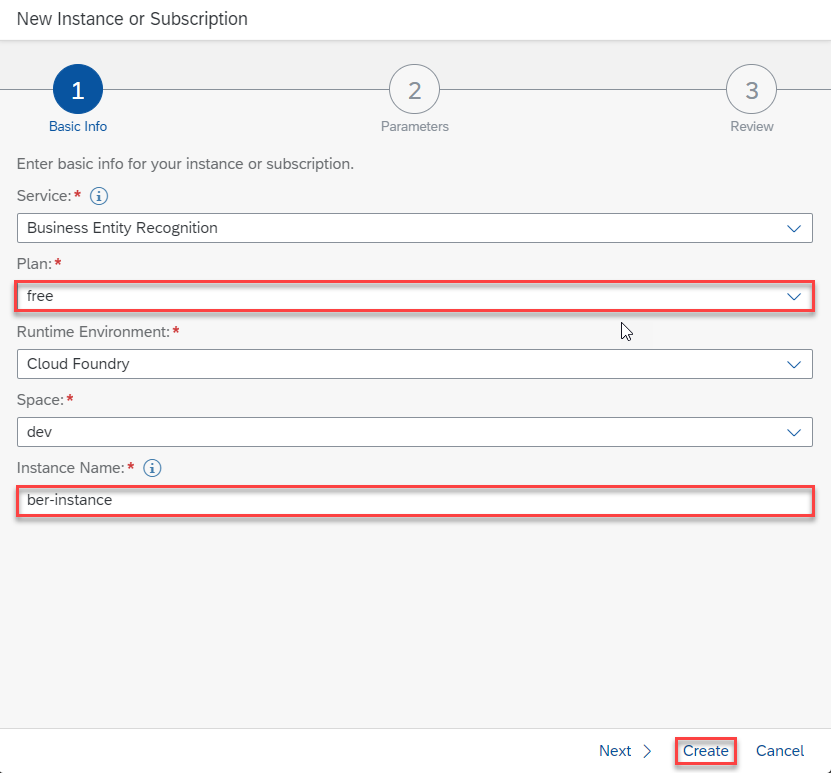 New Instance or Subscription
1 2 3
Basic Info Parameters Review
Enter basic info for your instance or subscription.
Service:*
Business Entity Recognition
Plan:*
free
Runtime Environment:*
Cloud Foundry
Space:*
dev
Instance Name:*
ber-instance
Next Create Cancel